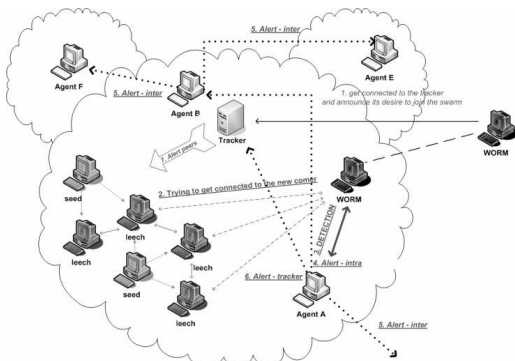 5. Alert - inter
Agent F
Agent E
5. Alert - inter
Agent B
1. get connected to the tracker
and announce its desire to join the swarm
Tracker
WORM
7. Alert peers
seed
2. Trying to get connected to the new comer
WORM
leech
leech
leech
3. DETECTION
4. Alert - intra
seed
6. Alert - tracker
leech
Agent A
5. Alert - inter